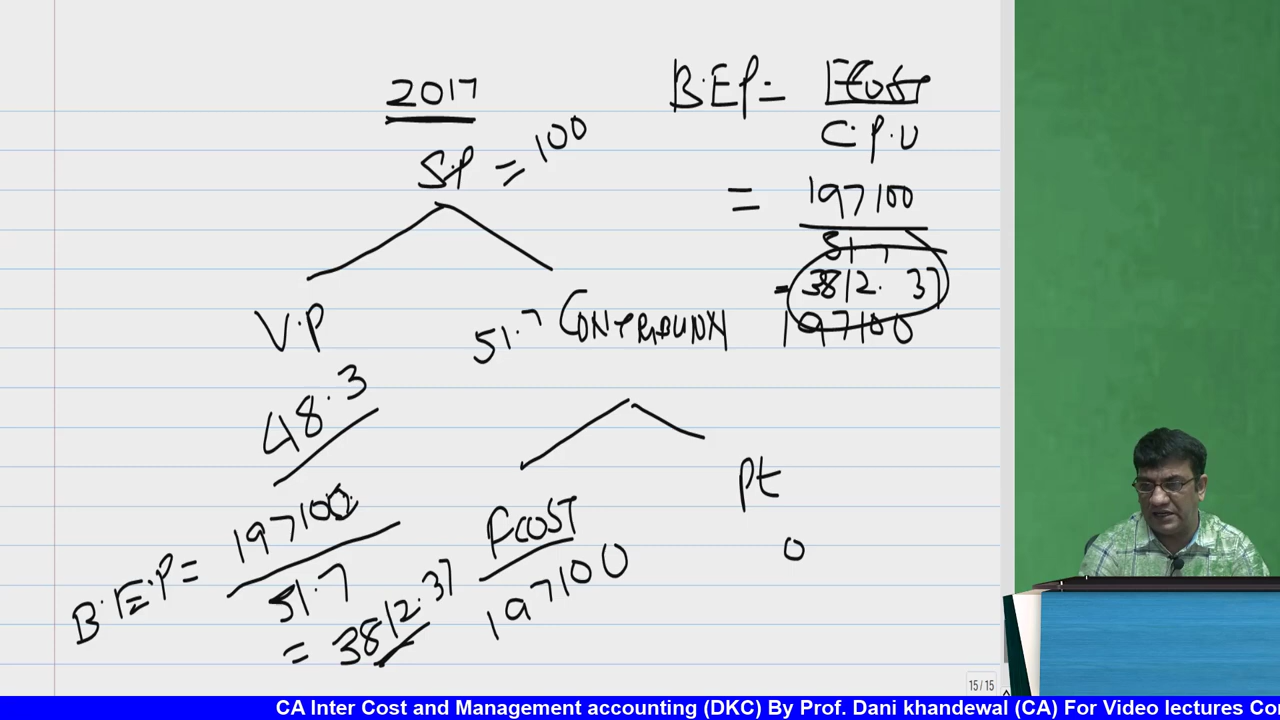 2017
S.P = 100
V.P
51.7 CONTRIBUTION
48.3
FCOST
197100
Pt
0
B.E.P = 197100
51.7
= 3812.37
B.E.P = FCost
C.P.U
= 197100
51.7
= 3812.37
197100
15/15
CA Inter Cost and Management accounting (DKC) By Prof. Dani khandewal (CA) For Video lectures Co